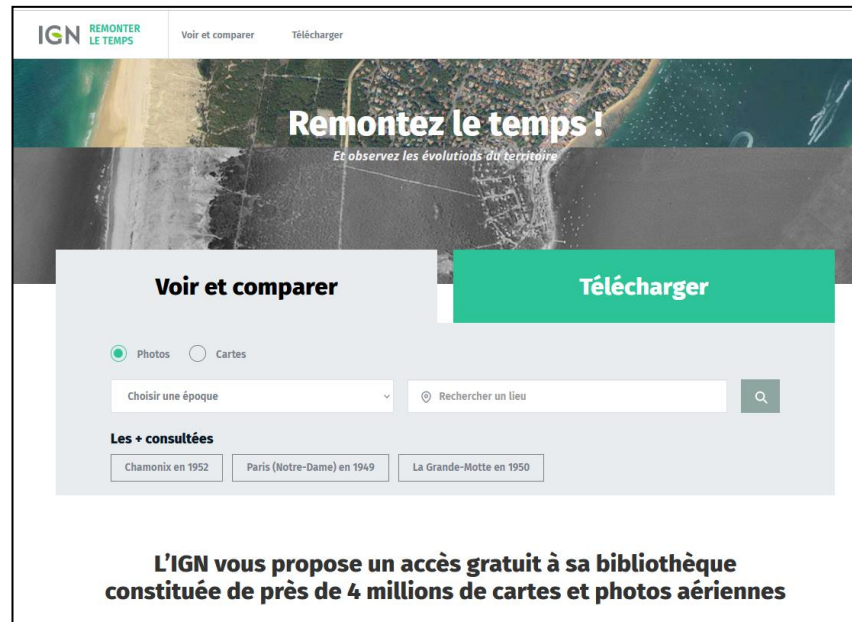 IGN REMONTER
LE TEMPS
Voir et comparer
Télécharger
Remontez le temps !
Et observez les évolutions du territoire
Voir et comparer
Télécharger
Photos
Cartes
Choisir une époque
Rechercher un lieu
Les + consultées
Chamonix en 1952
Paris (Notre-Dame) en 1949
La Grande-Motte en 1950
L’IGN vous propose un accès gratuit à sa bibliothèque
constituée de près de 4 millions de cartes et photos aériennes